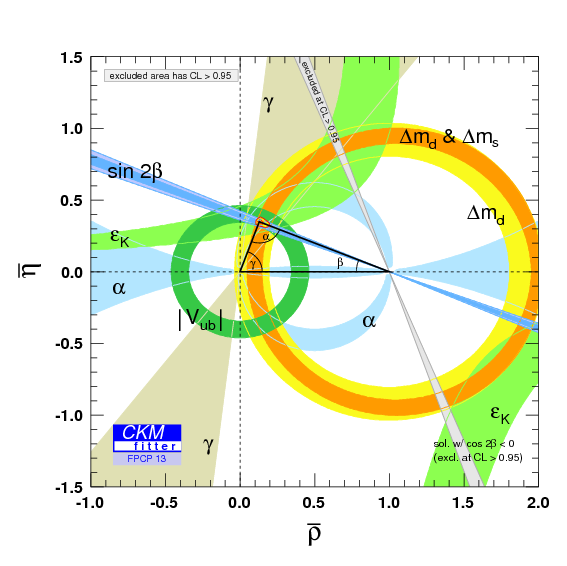 1.5
excluded area has CL > 0.95
excluded at CL > 0.95
γ
1.0
Δm_d & Δm_s
sin 2β
0.5
Δm_d
ε_K
α
η̅
0.0
γ
β
α
α
|V_ub|
-0.5
ε_K
-1.0
CKM
fitter
FPCP 13
γ
sol. w/ cos 2β < 0
(excl. at CL > 0.95)
-1.5
-1.0 -0.5 0.0 0.5 1.0 1.5 2.0
ρ̅